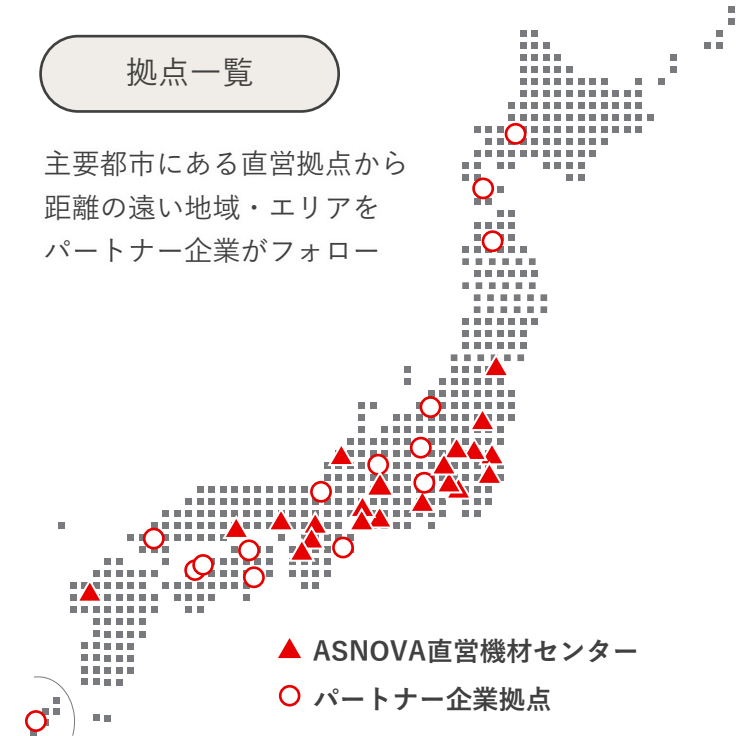 拠点一覧
主要都市にある直営拠点から
距離の遠い地域・エリアを
パートナー企業がフォロー
ASNOVA直営機材センター
パートナー企業拠点